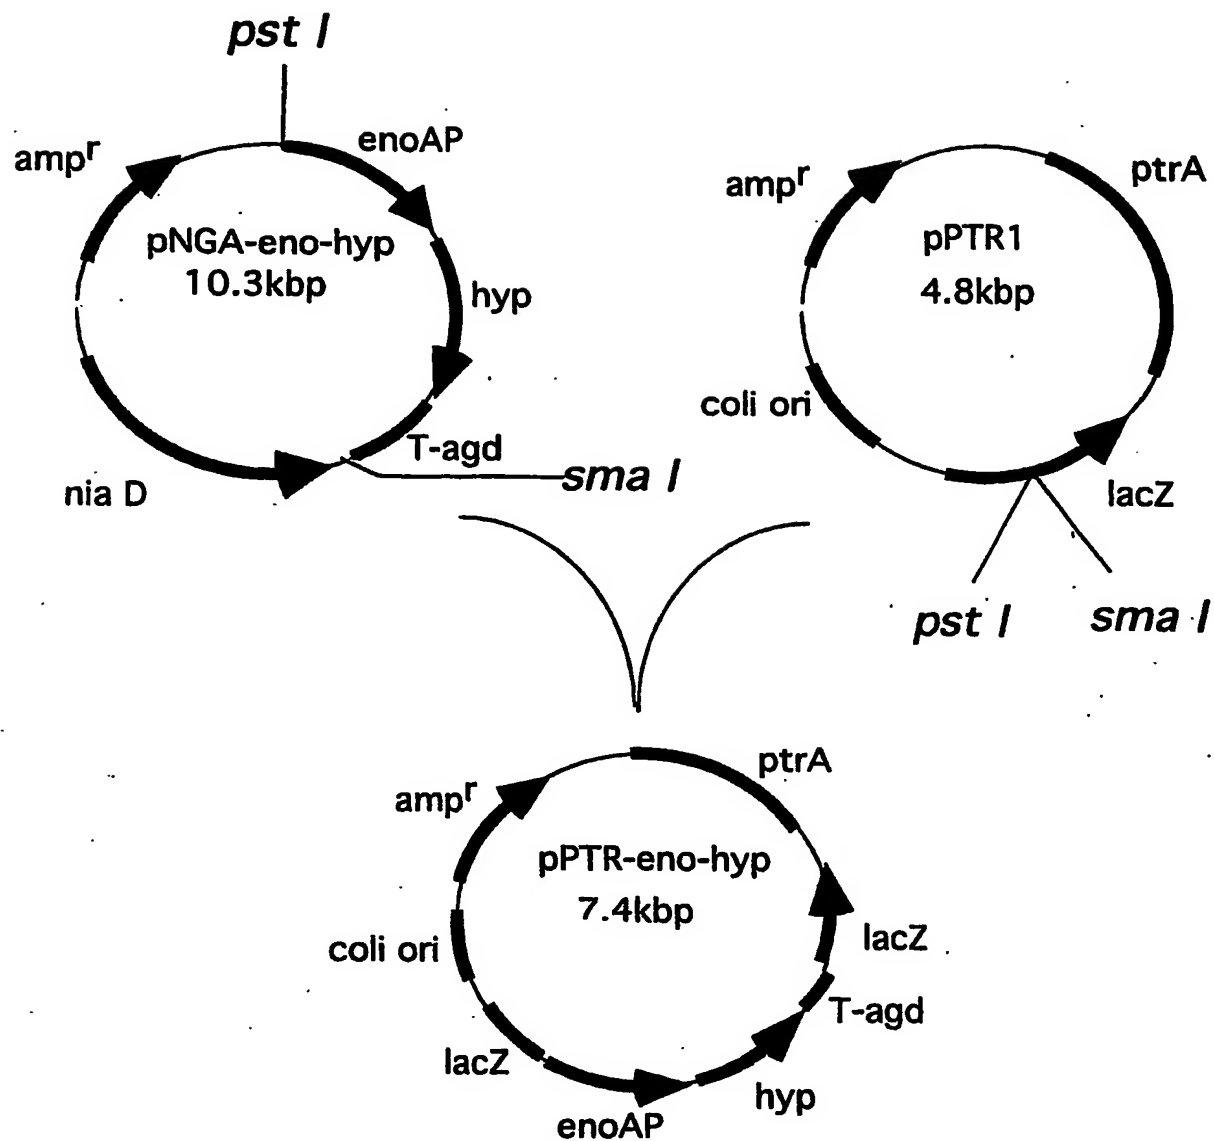 pst I
amp^r
enoAP
pNGA-eno-hyp
10.3kbp
hyp
T-agd
nia D
sma I
amp^r
ptrA
pPTR1
4.8kbp
coli ori
lacZ
pst I
sma I
ptrA
amp^r
pPTR-eno-hyp
7.4kbp
coli ori
lacZ
T-agd
lacZ
hyp
enoAP